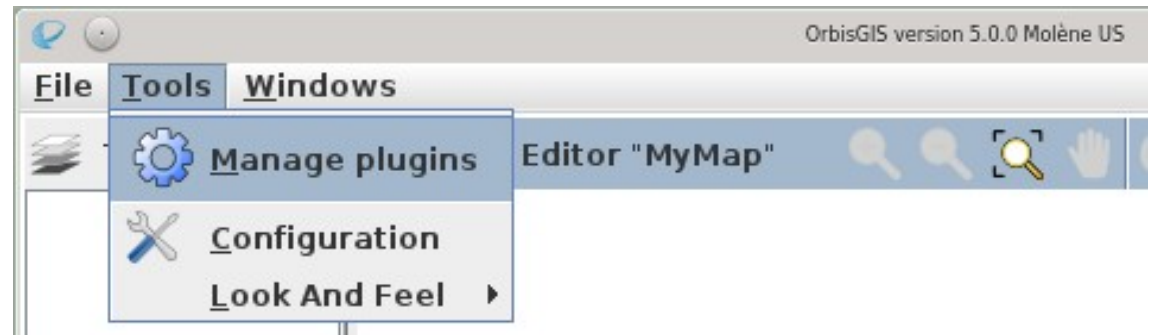 OrbisGIS version 5.0.0 Molène US
File Tools Windows
Manage plugins
Editor "MyMap"
Configuration
Look And Feel